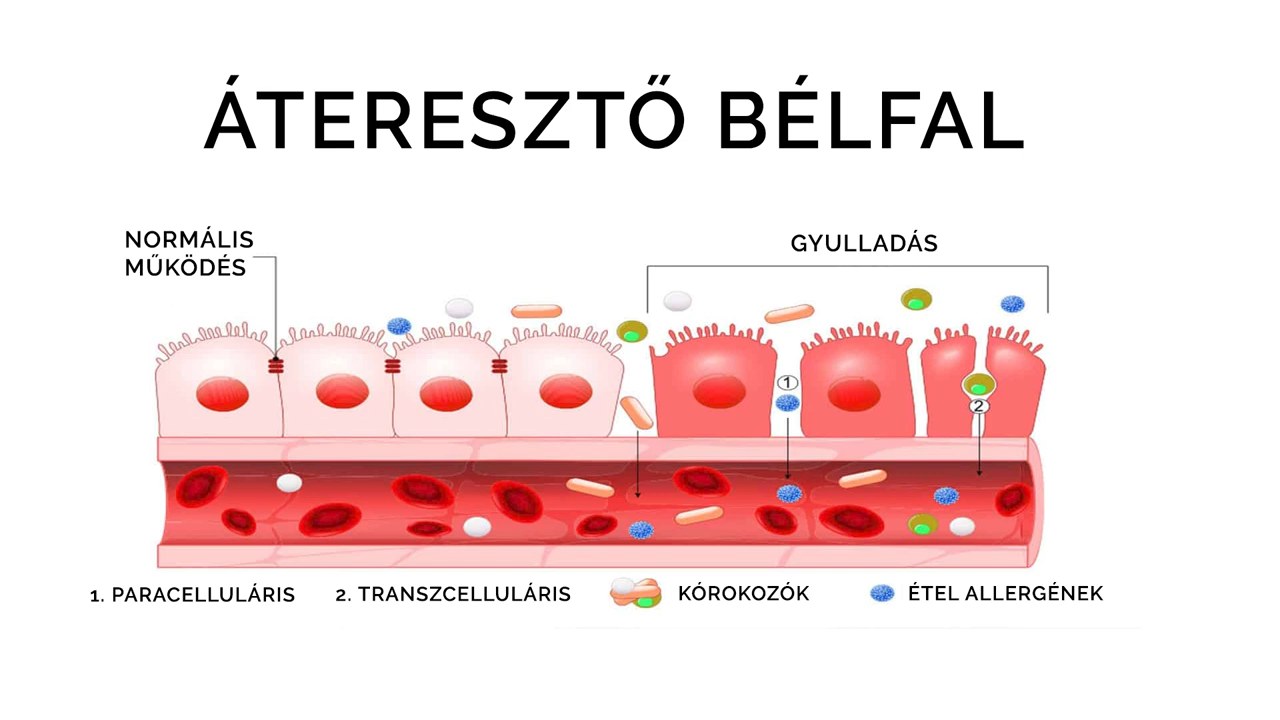 ÁTERESZTŐ BÉLFAL
NORMÁLIS
MŰKÖDÉS
GYULLADÁS
1
2
1. PARACELLULÁRIS
2. TRANSZCELLULÁRIS
KÓROKOZÓK
ÉTEL ALLERGÉNEK